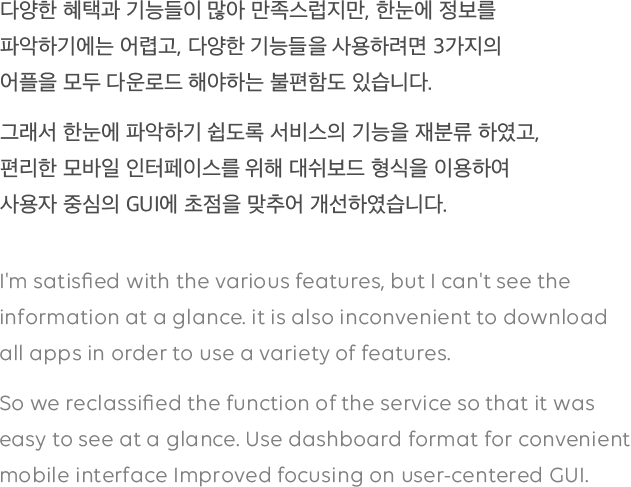 다양한 혜택과 기능들이 많아 만족스럽지만, 한눈에 정보를
파악하기에는 어렵고, 다양한 기능들을 사용하려면 3가지의
어플을 모두 다운로드 해야하는 불편함도 있습니다.
그래서 한눈에 파악하기 쉽도록 서비스의 기능을 재분류 하였고,
편리한 모바일 인터페이스를 위해 대쉬보드 형식을 이용하여
사용자 중심의 GUI에 초점을 맞추어 개선하였습니다.
I'm satisfied with the various features, but I can't see the
information at a glance. it is also inconvenient to download
all apps in order to use a variety of features.
So we reclassified the function of the service so that it was
easy to see at a glance. Use dashboard format for convenient
mobile interface Improved focusing on user-centered GUI.